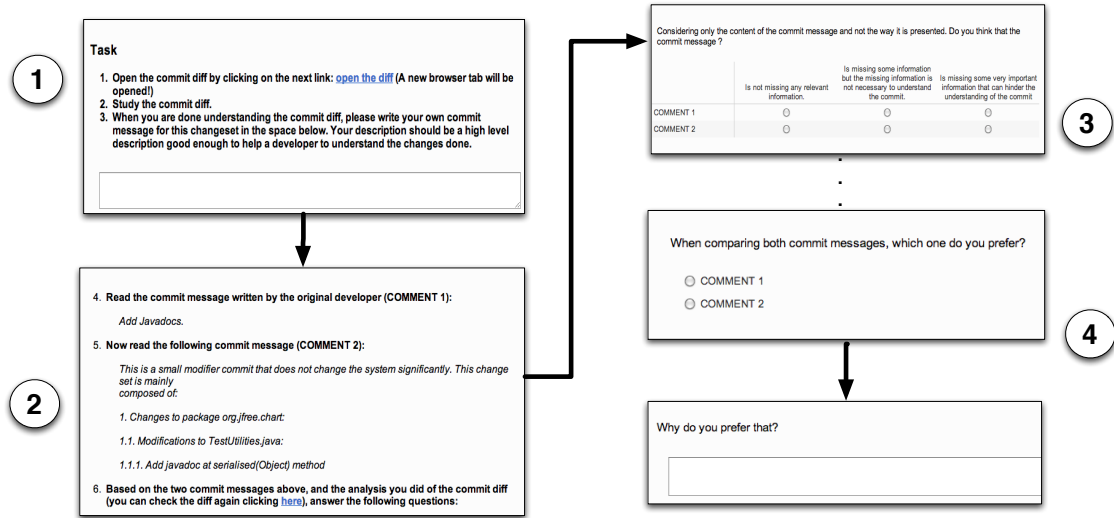 1
Task
1. Open the commit diff by clicking on the next link: open the diff (A new browser tab will be
opened!)
2. Study the commit diff.
3. When you are done understanding the commit diff, please write your own commit
message for this changeset in the space below. Your description should be a high level
description good enough to help a developer to understand the changes done.
2
4. Read the commit message written by the original developer (COMMENT 1):
Add Javadocs.
5. Now read the following commit message (COMMENT 2):
This is a small modifier commit that does not change the system significantly. This change
set is mainly
composed of:
1. Changes to package org.jfree.chart:
1.1. Modifications to TestUtilities.java:
1.1.1. Add javadoc at serialised(Object) method
6. Based on the two commit messages above, and the analysis you did of the commit diff
(you can check the diff again clicking here), answer the following questions:
3
Considering only the content of the commit message and not the way it is presented. Do you think that the
commit message ?
Is not missing any relevant
information.
Is missing some information
but the missing information is
not necessary to understand
the commit.
Is missing some very important
information that can hinder the
understanding of the commit
COMMENT 1
COMMENT 2
.
.
.
4
When comparing both commit messages, which one do you prefer?
COMMENT 1
COMMENT 2
Why do you prefer that?